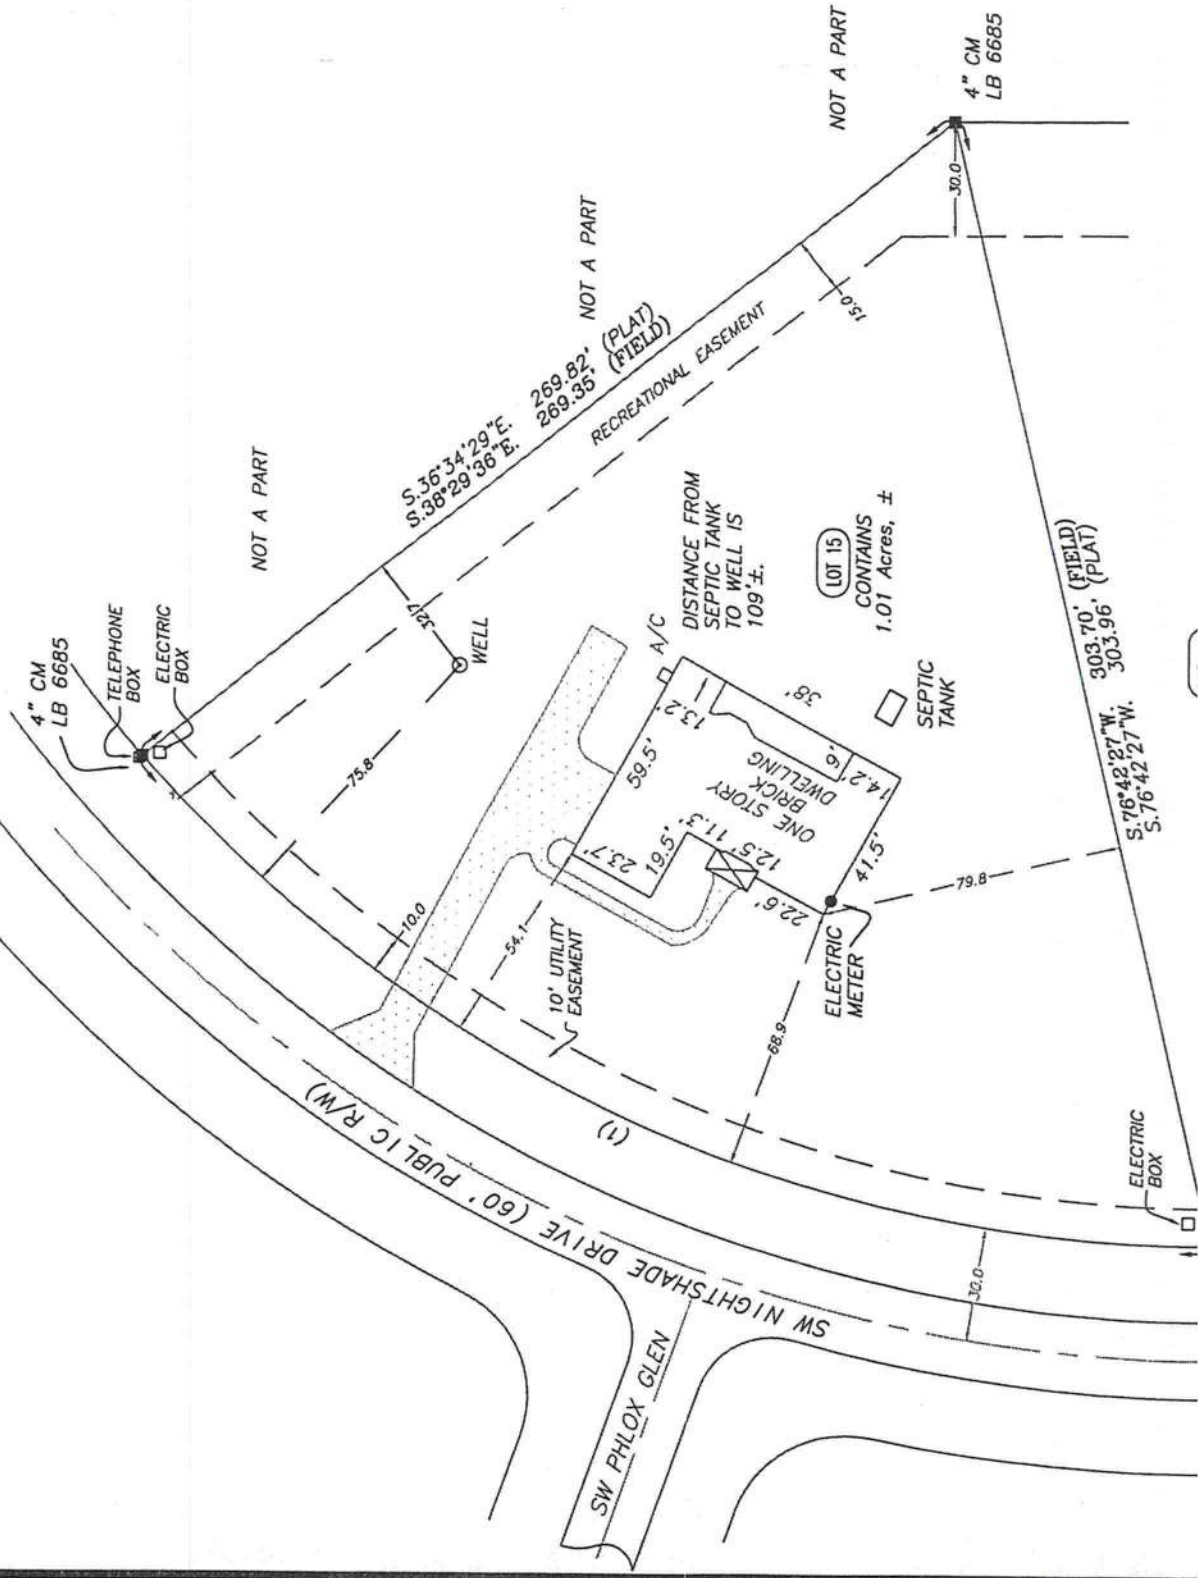 4" CM
LB 6685
TELEPHONE
BOX
ELECTRIC
BOX
NOT A PART
NOT A PART
NOT A PART
4" CM
LB 6685
30.0
15.0
S.36°34'29"E. 269.82' (PLAT)
S.38°29'36"E. 269.35' (FIELD)
RECREATIONAL EASEMENT
32.7
WELL
75.8
A/C
DISTANCE FROM
SEPTIC TANK
TO WELL IS
109'±.
LOT 15
CONTAINS
1.01 Acres, ±
SEPTIC
TANK
59.5'
13.2'
38'
9'
14.2'
41.5'
22.6'
12.5'
11.3'
19.5'
23.7'
ONE STORY
BRICK
DWELLING
10.0
54.1
10' UTILITY
EASEMENT
ELECTRIC
METER
68.9
79.8
S.76°42'27"W. 303.70' (FIELD)
S.76°42'27"W. 303.96' (PLAT)
(1)
SW NIGHTSHADE DRIVE (60' PUBLIC R/W)
SW PHLOX GLEN
30.0
ELECTRIC
BOX